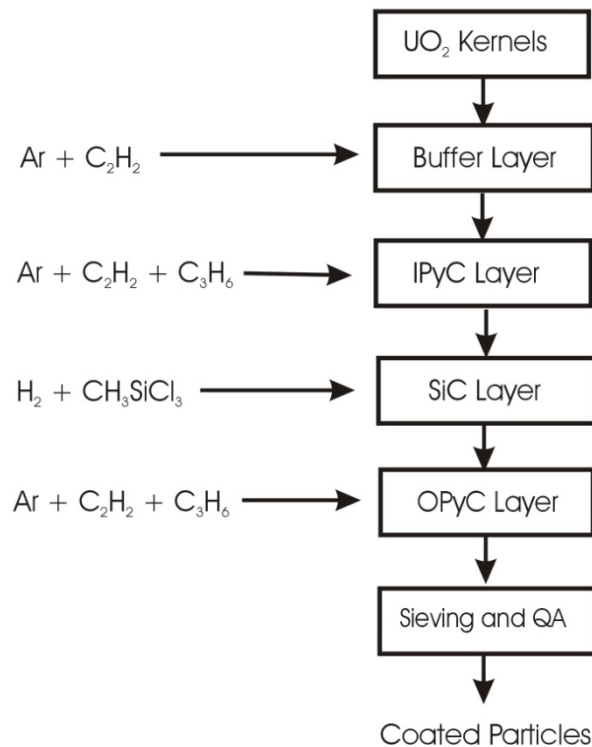 UO₂ Kernels
Ar + C₂H₂
Buffer Layer
Ar + C₂H₂ + C₃H₆
IPyC Layer
H₂ + CH₃SiCl₃
SiC Layer
Ar + C₂H₂ + C₃H₆
OPyC Layer
Sieving and QA
Coated Particles